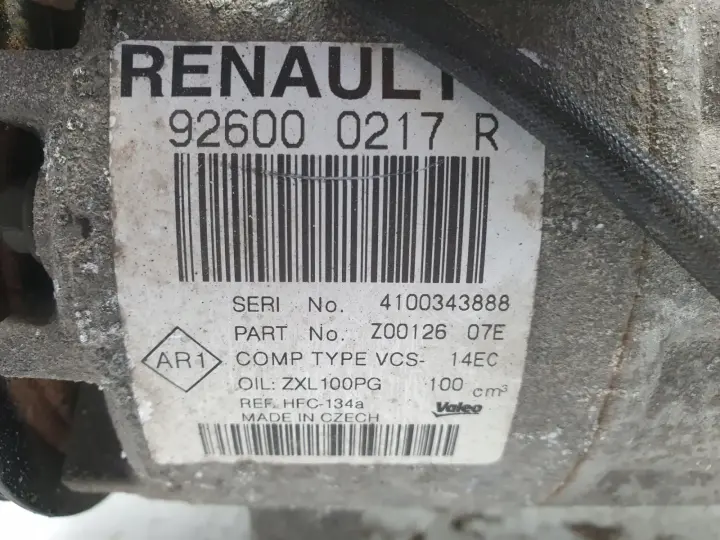 RENAULT
92600 0217 R
SERI No. 4100343888
PART No. Z00126 07E
AR1
COMP TYPE VCS- 14EC
OIL: ZXL100PG 100 cm³
REF. HFC-134a
Valeo
MADE IN CZECH